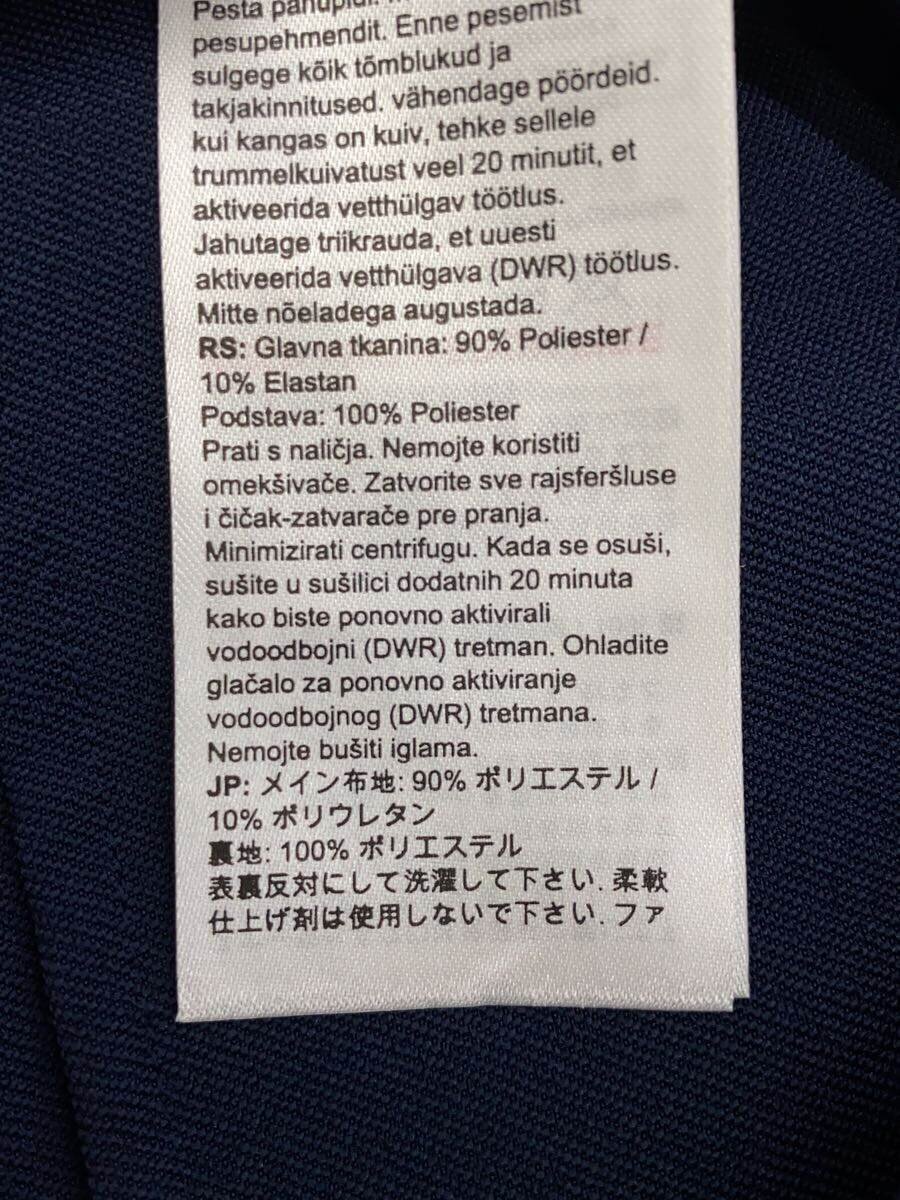 Pesta pahupidi.
pesupehmendit. Enne pesemist
sulgege kõik tõmblukud ja
takjakinnitused. vähendage pöördeid.
kui kangas on kuiv, tehke sellele
trummelkuivatust veel 20 minutit, et
aktiveerida vetthülgav töötlus.
Jahutage triikrauda, et uuesti
aktiveerida vetthülgava (DWR) töötlus.
Mitte nõeladega augustada.
RS: Glavna tkanina: 90% Poliester /
10% Elastan
Podstava: 100% Poliester
Prati s naličja. Nemojte koristiti
omekšivače. Zatvorite sve rajsferšluse
i čičak-zatvarače pre pranja.
Minimizirati centrifugu. Kada se osuši,
sušite u sušilici dodatnih 20 minuta
kako biste ponovno aktivirali
vodoodbojni (DWR) tretman. Ohladite
glačalo za ponovno aktiviranje
vodoodbojnog (DWR) tretmana.
Nemojte bušiti iglama.
JP: メイン布地: 90% ポリエステル /
10% ポリウレタン
裏地: 100% ポリエステル
表裏反対にして洗濯して下さい. 柔軟
仕上げ剤は使用しないで下さい. ファ